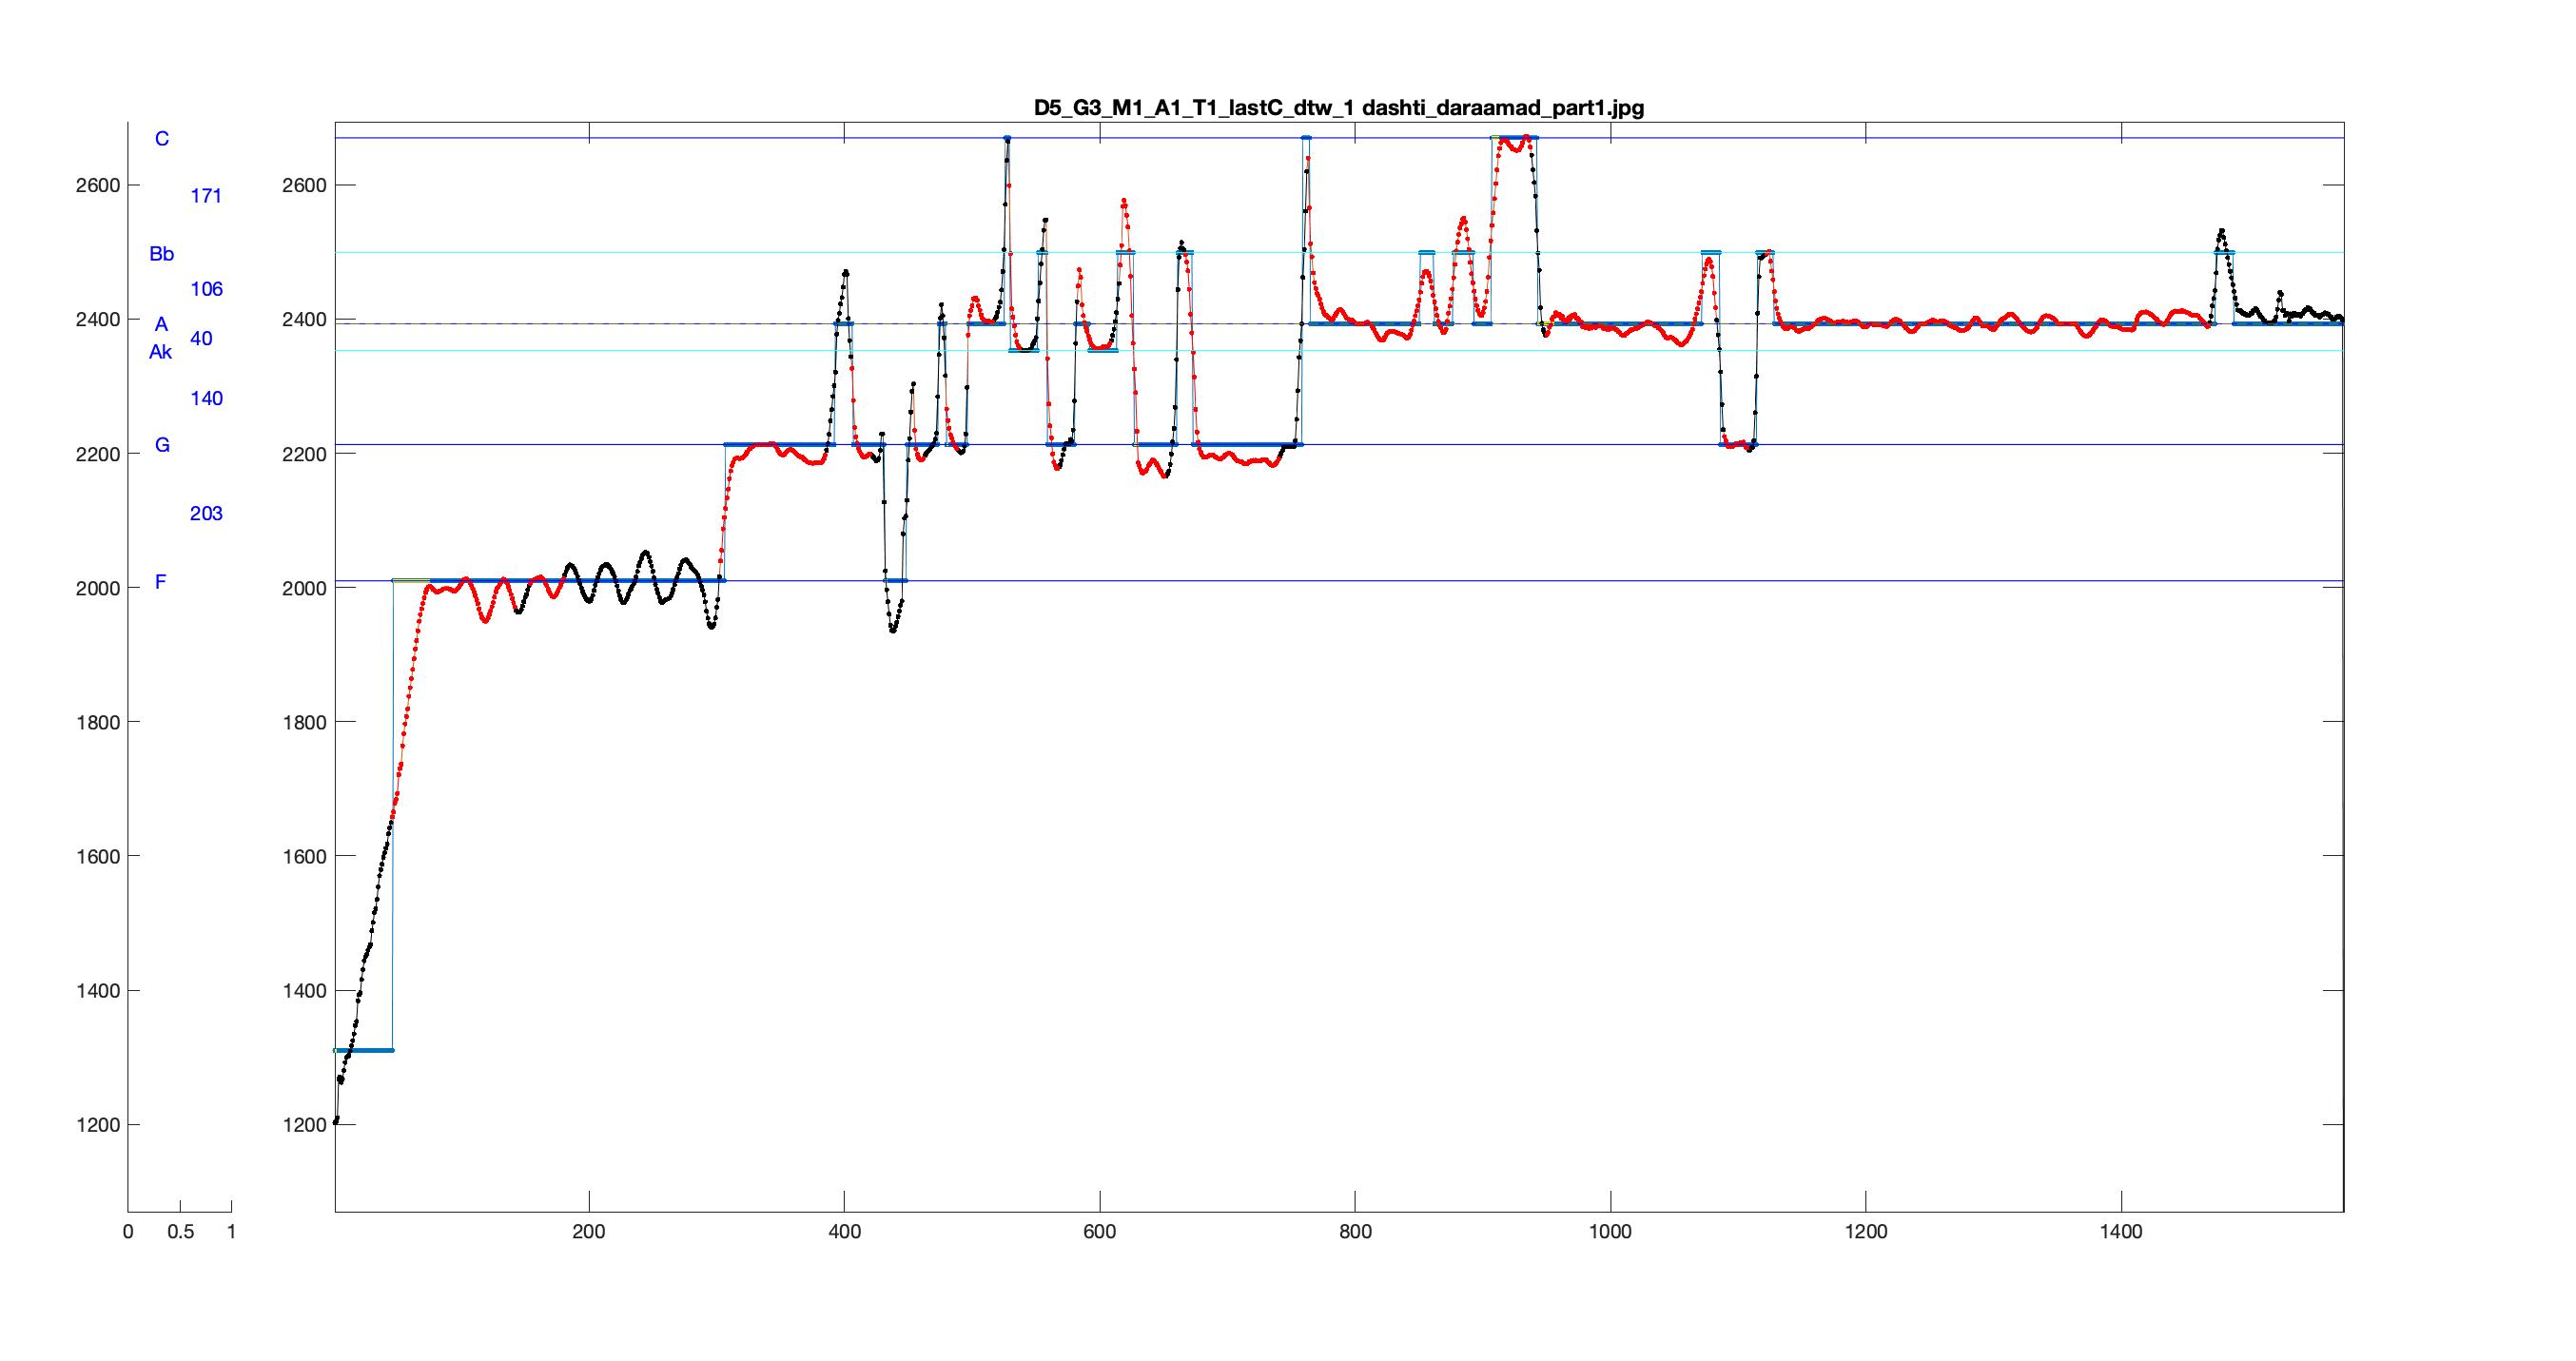 D5_G3_M1_A1_T1_lastC_dtw_1 dashti_daraamad_part1.jpg
C
2600 2600
171
Bb
106
2400 A 2400
40
Ak
140
G
2200 2200
203
2000 F 2000
1800 1800
1600 1600
1400 1400
1200 1200
0 0.5 1 200 400 600 800 1000 1200 1400